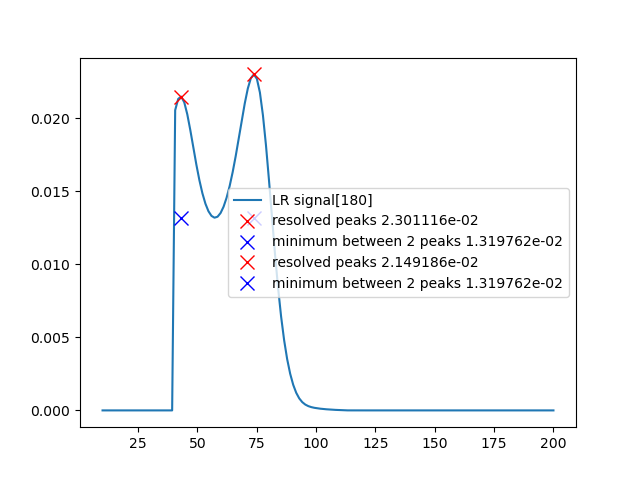 0.020
0.015
0.010
0.005
0.000
LR signal[180]
resolved peaks 2.301116e-02
minimum between 2 peaks 1.319762e-02
resolved peaks 2.149186e-02
minimum between 2 peaks 1.319762e-02
25 50 75 100 125 150 175 200